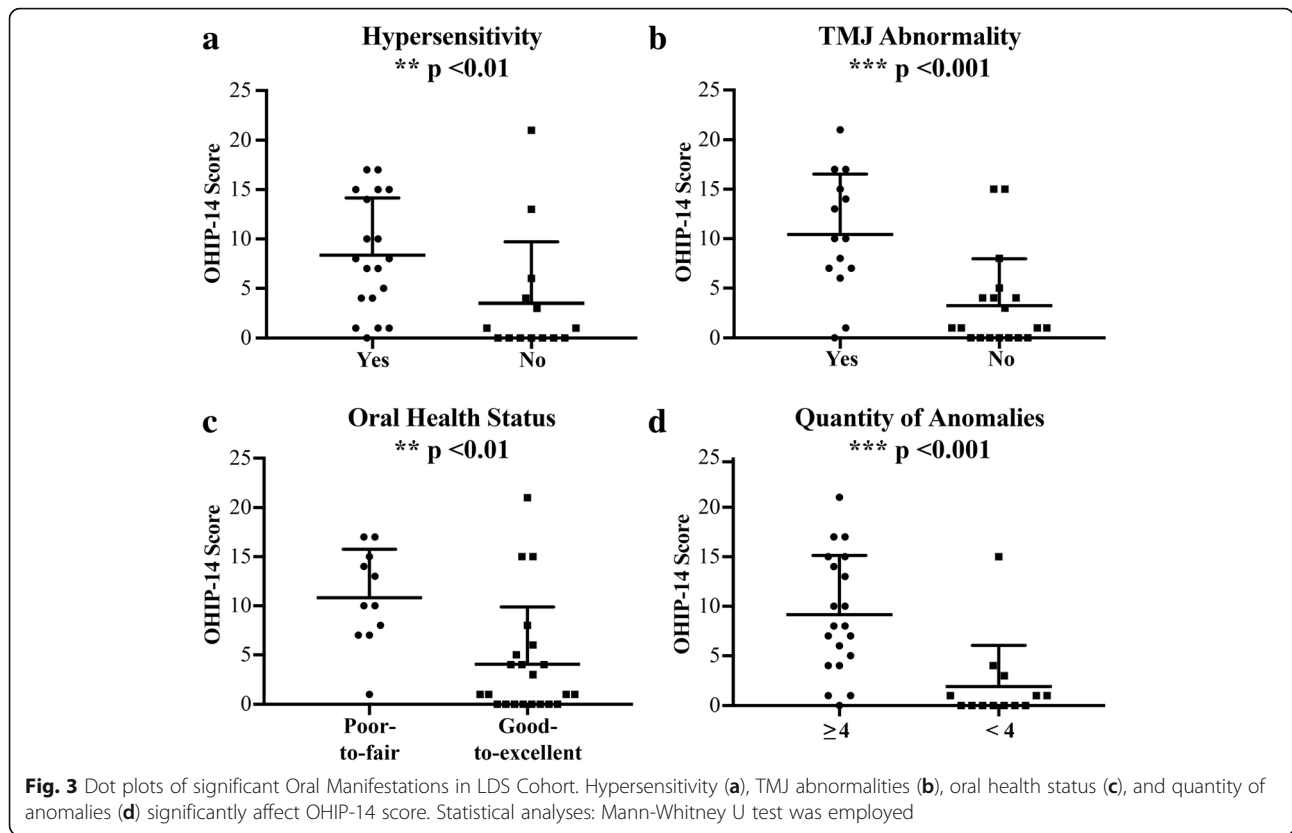 a
Hypersensitivity
** p <0.01
OHIP-14 Score
25
20
15
10
5
0
Yes
No
b
TMJ Abnormality
*** p <0.001
OHIP-14 Score
25
20
15
10
5
0
Yes
No
c
Oral Health Status
** p <0.01
OHIP-14 Score
25
20
15
10
5
0
Poor-
to-fair
Good-
to-excellent
d
Quantity of Anomalies
*** p <0.001
OHIP-14 Score
25
20
15
10
5
0
≥4
< 4
Fig. 3 Dot plots of significant Oral Manifestations in LDS Cohort. Hypersensitivity (a), TMJ abnormalities (b), oral health status (c), and quantity of
anomalies (d) significantly affect OHIP-14 score. Statistical analyses: Mann-Whitney U test was employed